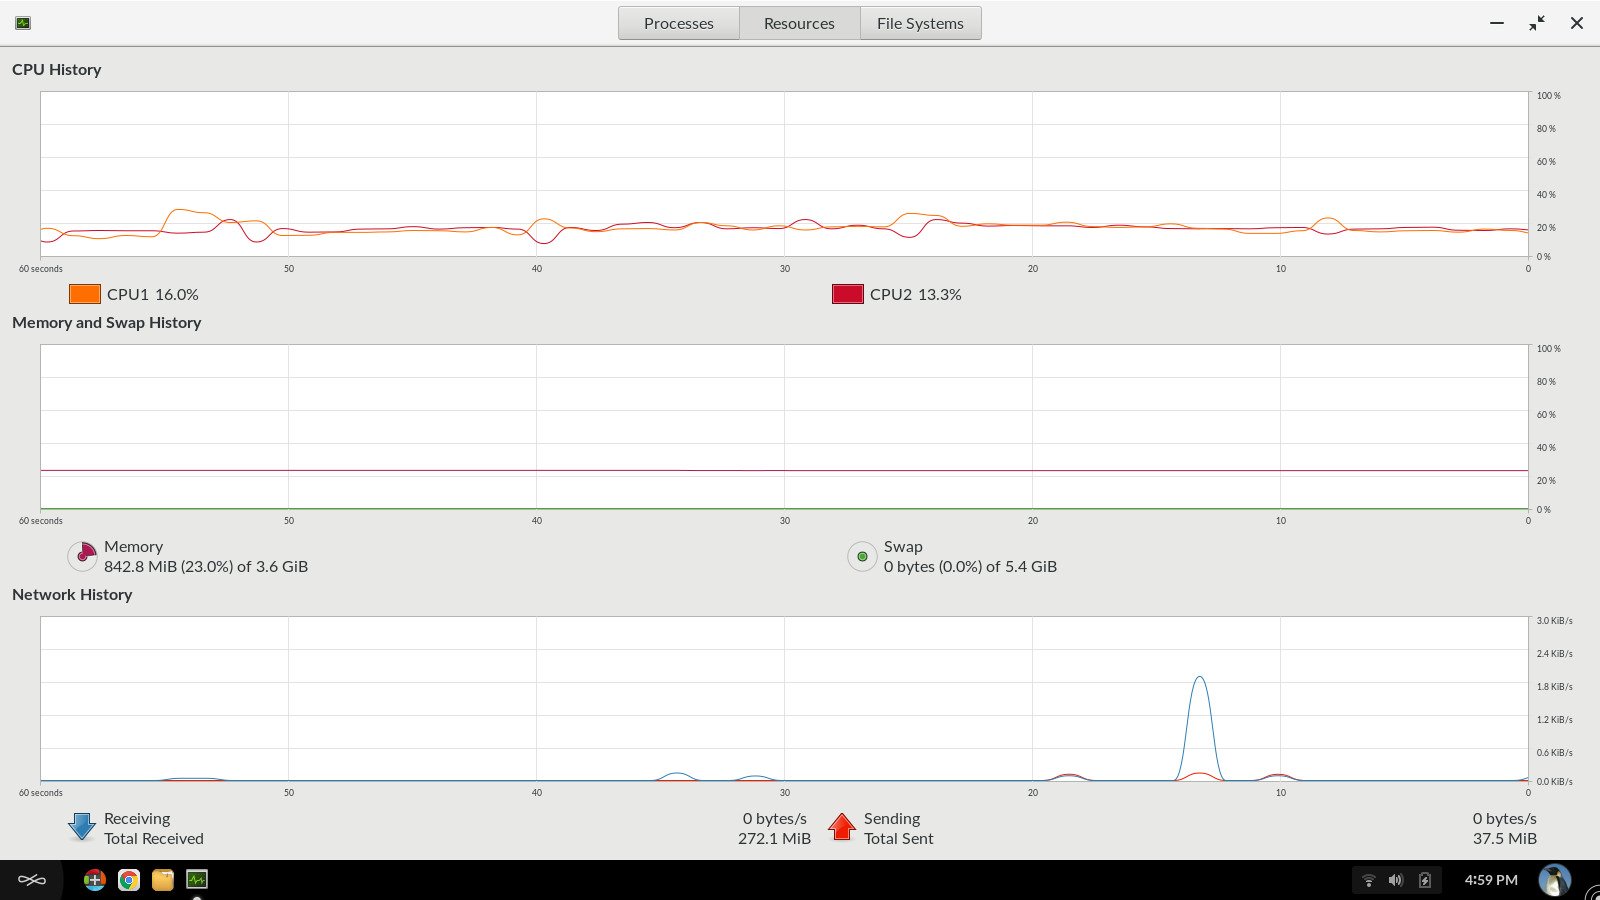 Processes Resources File Systems
CPU History
100 %
80 %
60 %
40 %
20 %
0 %
60 seconds 50 40 30 20 10 0
CPU1 16.0% CPU2 13.3%
Memory and Swap History
100 %
80 %
60 %
40 %
20 %
0 %
60 seconds 50 40 30 20 10 0
Memory Swap
842.8 MiB (23.0%) of 3.6 GiB 0 bytes (0.0%) of 5.4 GiB
Network History
3.0 KiB/s
2.4 KiB/s
1.8 KiB/s
1.2 KiB/s
0.6 KiB/s
0.0 KiB/s
60 seconds 50 40 30 20 10 0
Receiving 0 bytes/s Sending 0 bytes/s
Total Received 272.1 MiB Total Sent 37.5 MiB
4:59 PM